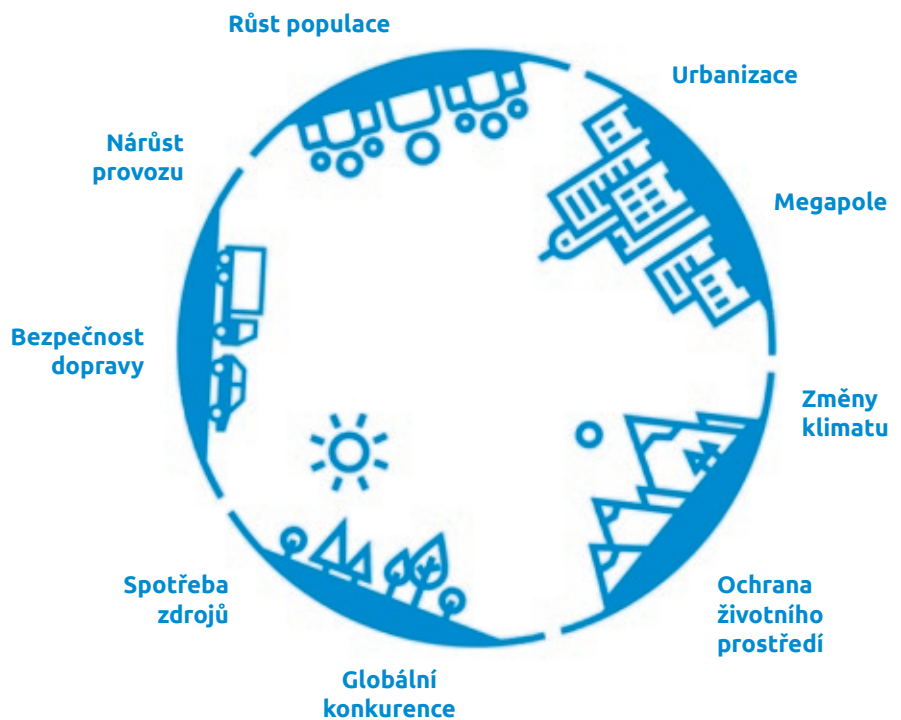 Růst populace
Urbanizace
Nárůst
provozu
Megapole
Bezpečnost
dopravy
Změny
klimatu
Spotřeba
zdrojů
Ochrana
životního
prostředí
Globální
konkurence